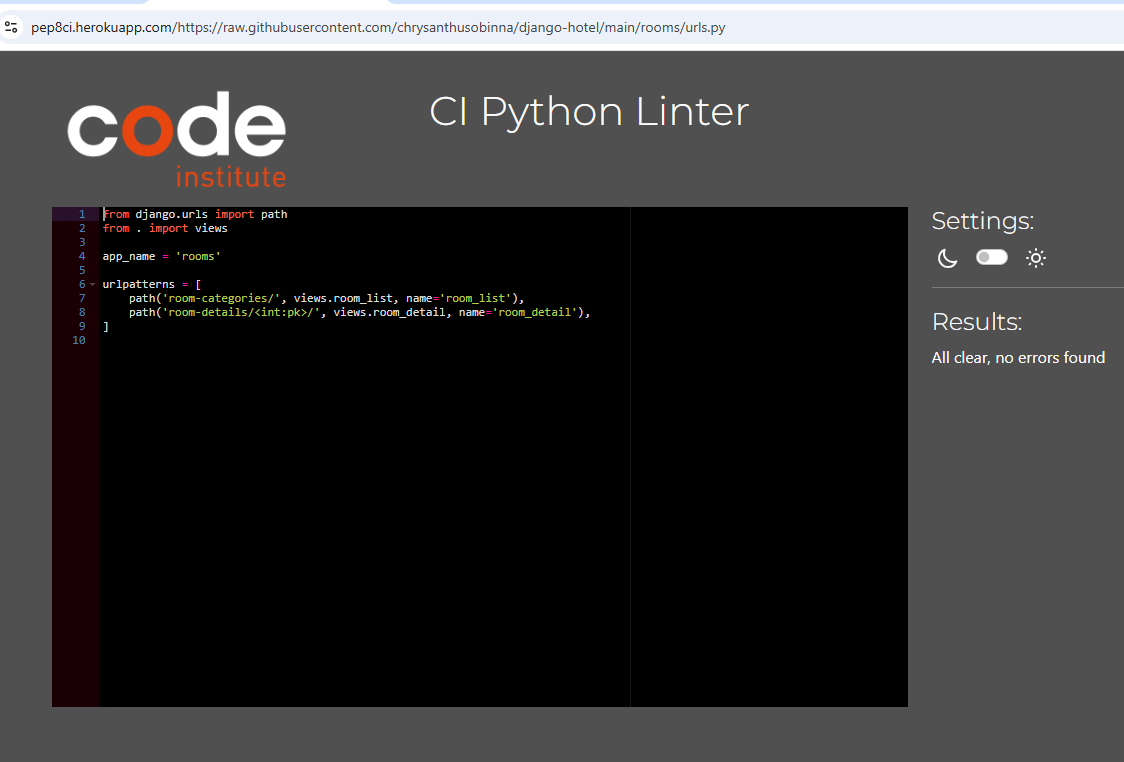 pep8ci.herokuapp.com/https://raw.githubusercontent.com/chrysanthusobinna/django-hotel/main/rooms/urls.py
code
institute
CI Python Linter
1 from django.urls import path
2 from . import views
3
4 app_name = 'rooms'
5
6 urlpatterns = [
7     path('room-categories/', views.room_list, name='room_list'),
8     path('room-details/<int:pk>/', views.room_detail, name='room_detail'),
9 ]
10
Settings:
Results:
All clear, no errors found